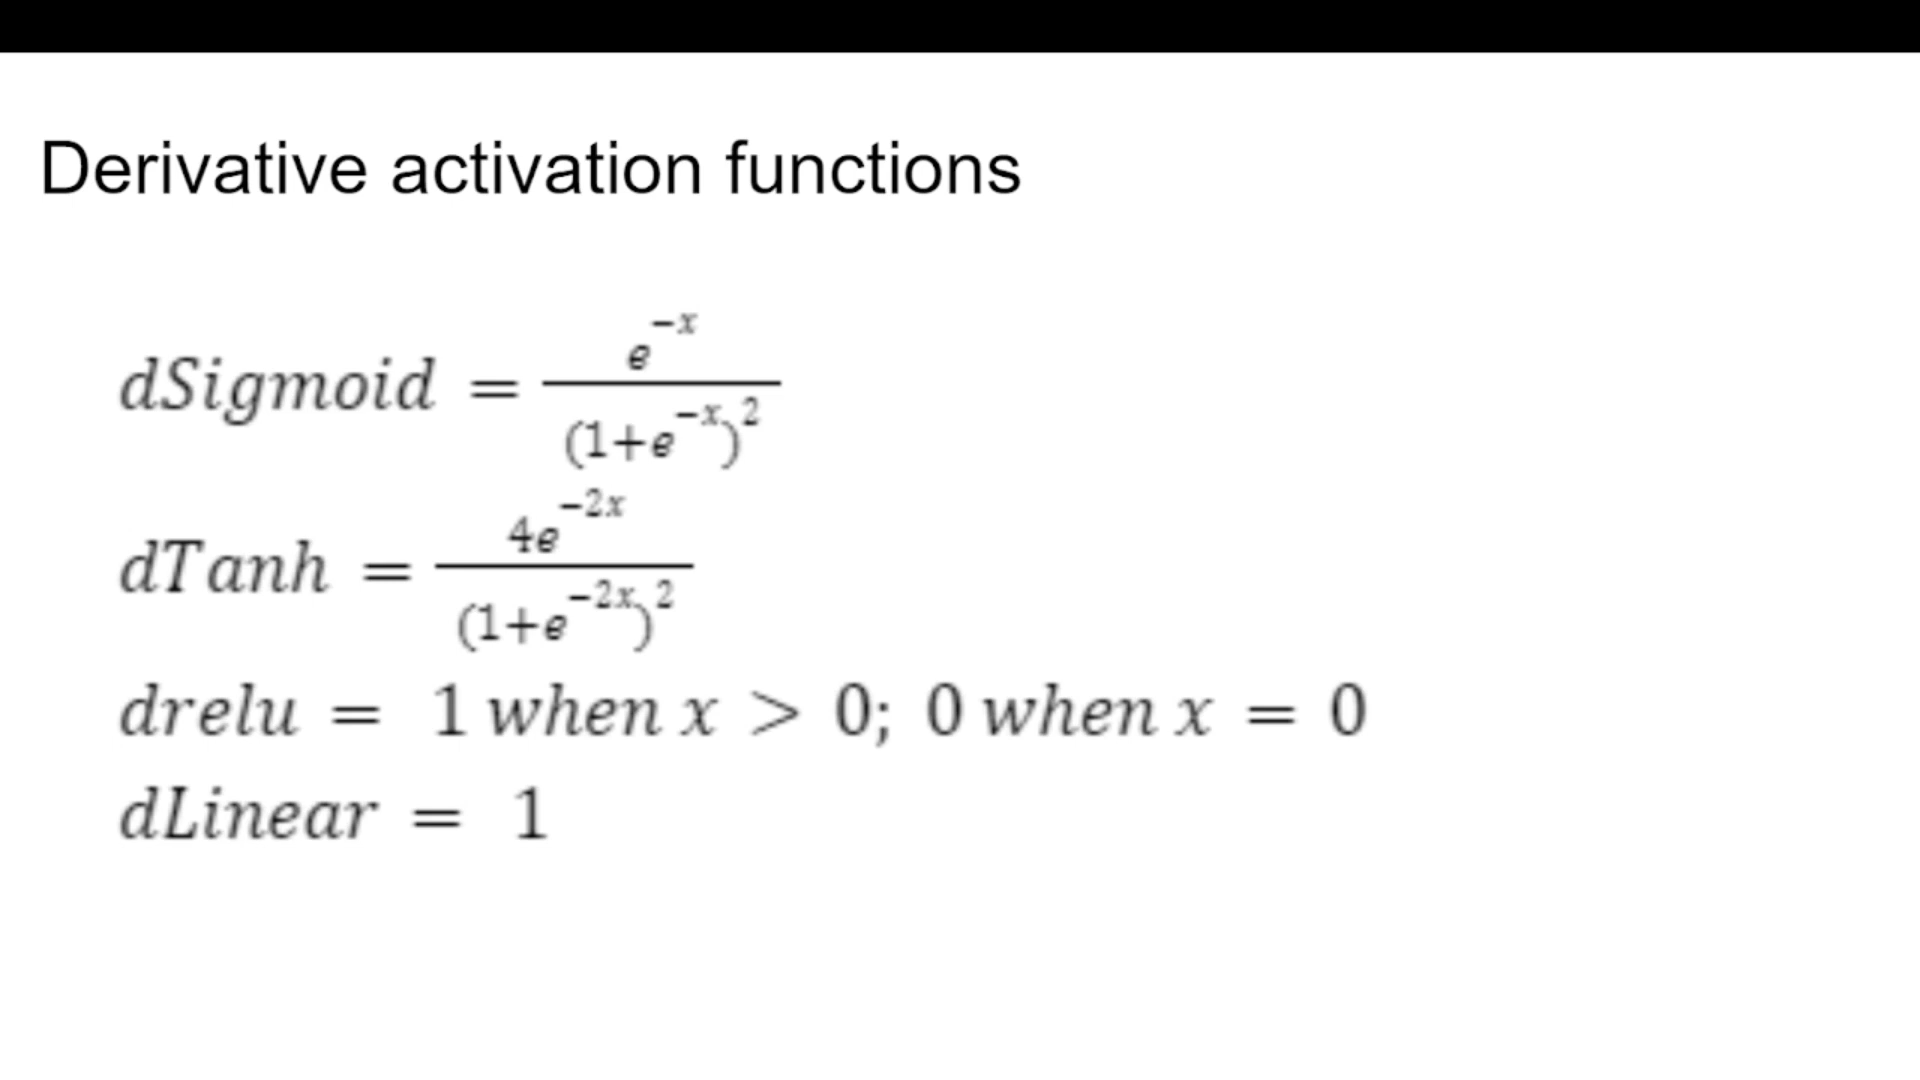 Derivative activation functions
dSigmoid = e^{-x} / (1+e^{-x})^2
dTanh = 4e^{-2x} / (1+e^{-2x})^2
drelu = 1 when x > 0; 0 when x = 0
dLinear = 1